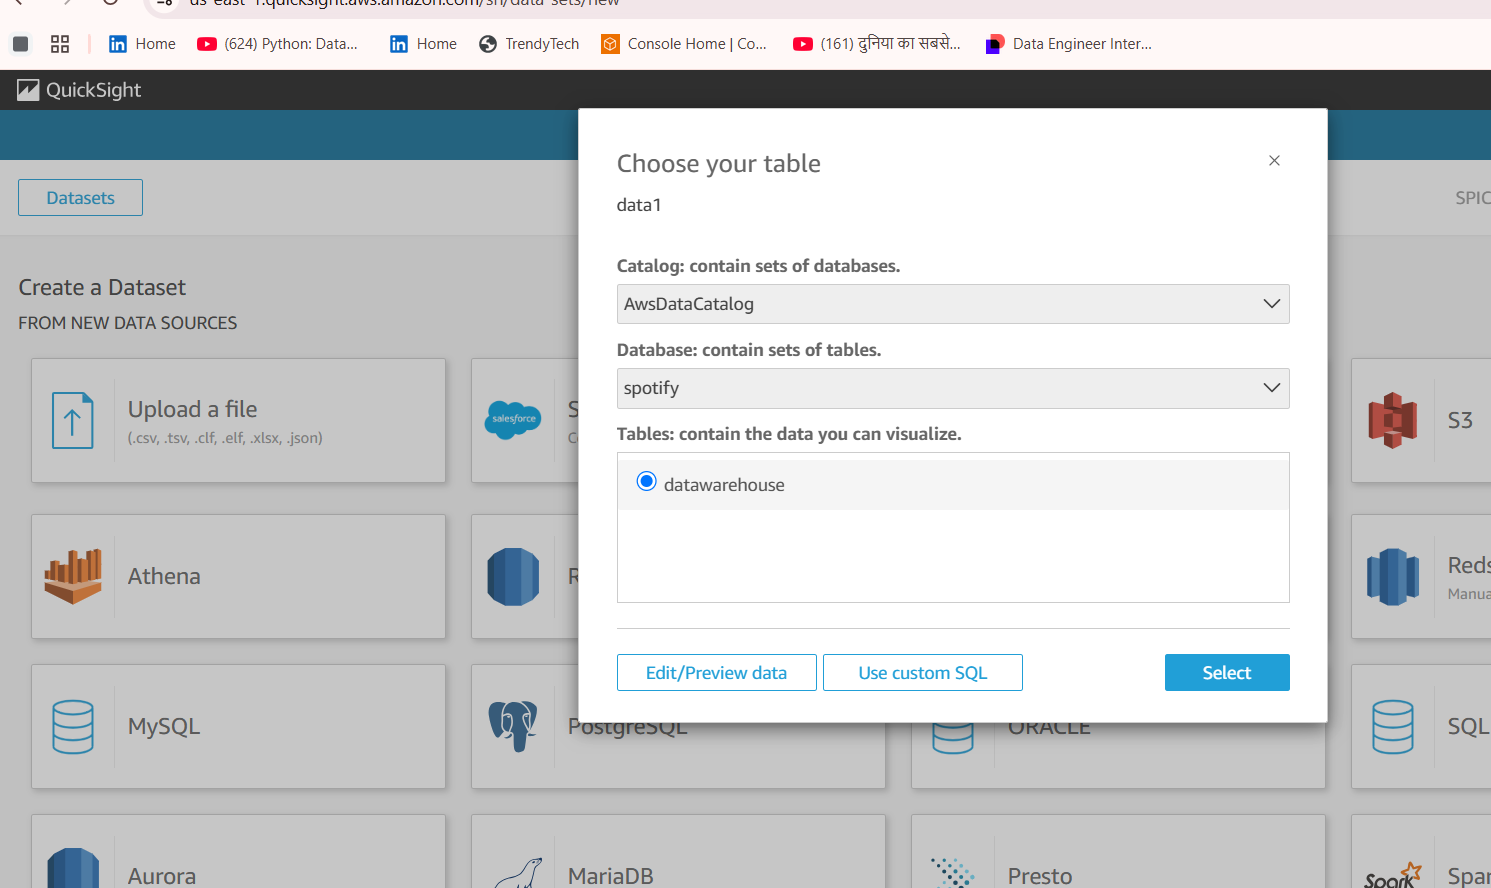 us-east-1.quicksight.aws.amazon.com/sn/data-sets/new
Home
(624) Python: Data...
Home
TrendyTech
Console Home | Co...
(161) दुनिया का सबसे...
Data Engineer Inter...
QuickSight
Datasets
SPIC
Create a Dataset
FROM NEW DATA SOURCES
Upload a file
(.csv, .tsv, .clf, .elf, .xlsx, .json)
salesforce
S
Co
S3
Athena
R
Reds
Manua
MySQL
PostgreSQL
ORACLE
SQL
Aurora
MariaDB
Presto
Spark
Spar
Choose your table
data1
Catalog: contain sets of databases.
AwsDataCatalog
Database: contain sets of tables.
spotify
Tables: contain the data you can visualize.
datawarehouse
Edit/Preview data
Use custom SQL
Select